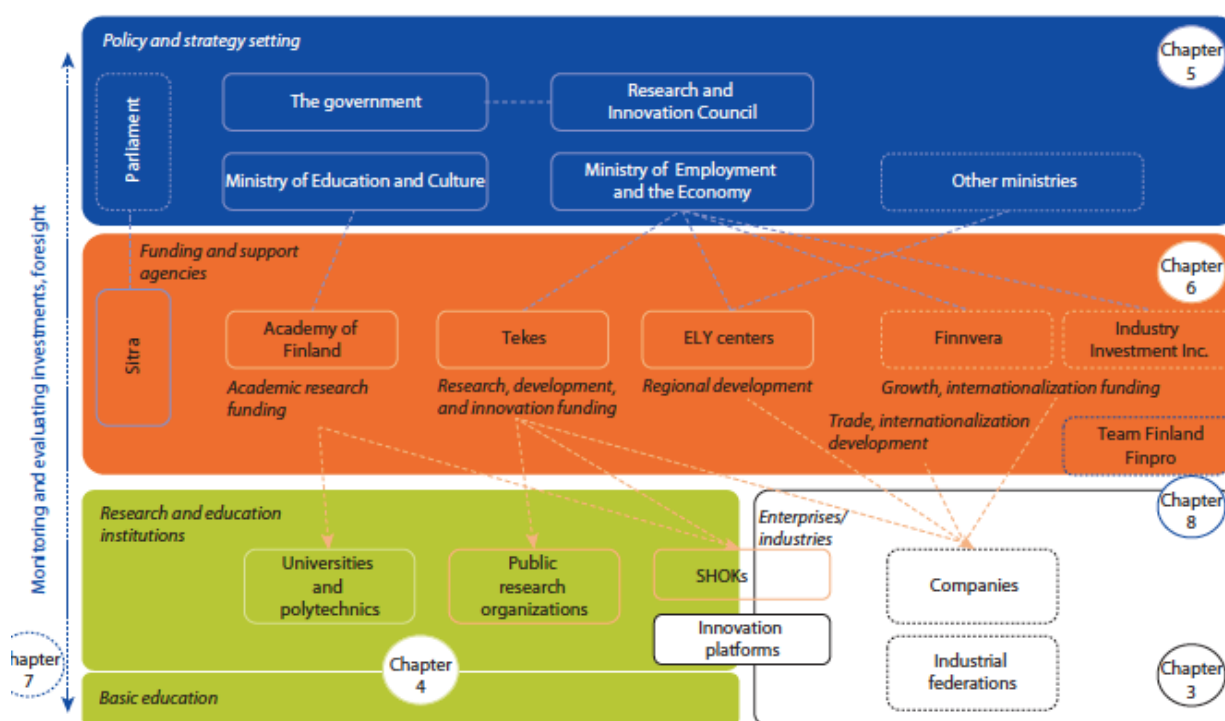 Policy and strategy setting
Chapter
5
Parliament
The government
Research and
Innovation Council
Ministry of Education and Culture
Ministry of Employment
and the Economy
Other ministries
Monitoring and evaluating investments, foresight
Funding and support
agencies
Chapter
6
Sitra
Academy of
Finland
Tekes
ELY centers
Finnvera
Industry
Investment Inc.
Academic research
funding
Research, development,
and innovation funding
Regional development
Growth, internationalization funding
Trade, internationalization
development
Team Finland
Finpro
Chapter
8
Research and education
institutions
Enterprises/
industries
Universities
and
polytechnics
Public
research
organizations
SHOKs
Companies
Innovation
platforms
Industrial
federations
hapter
7
Chapter
4
Chapter
3
Basic education